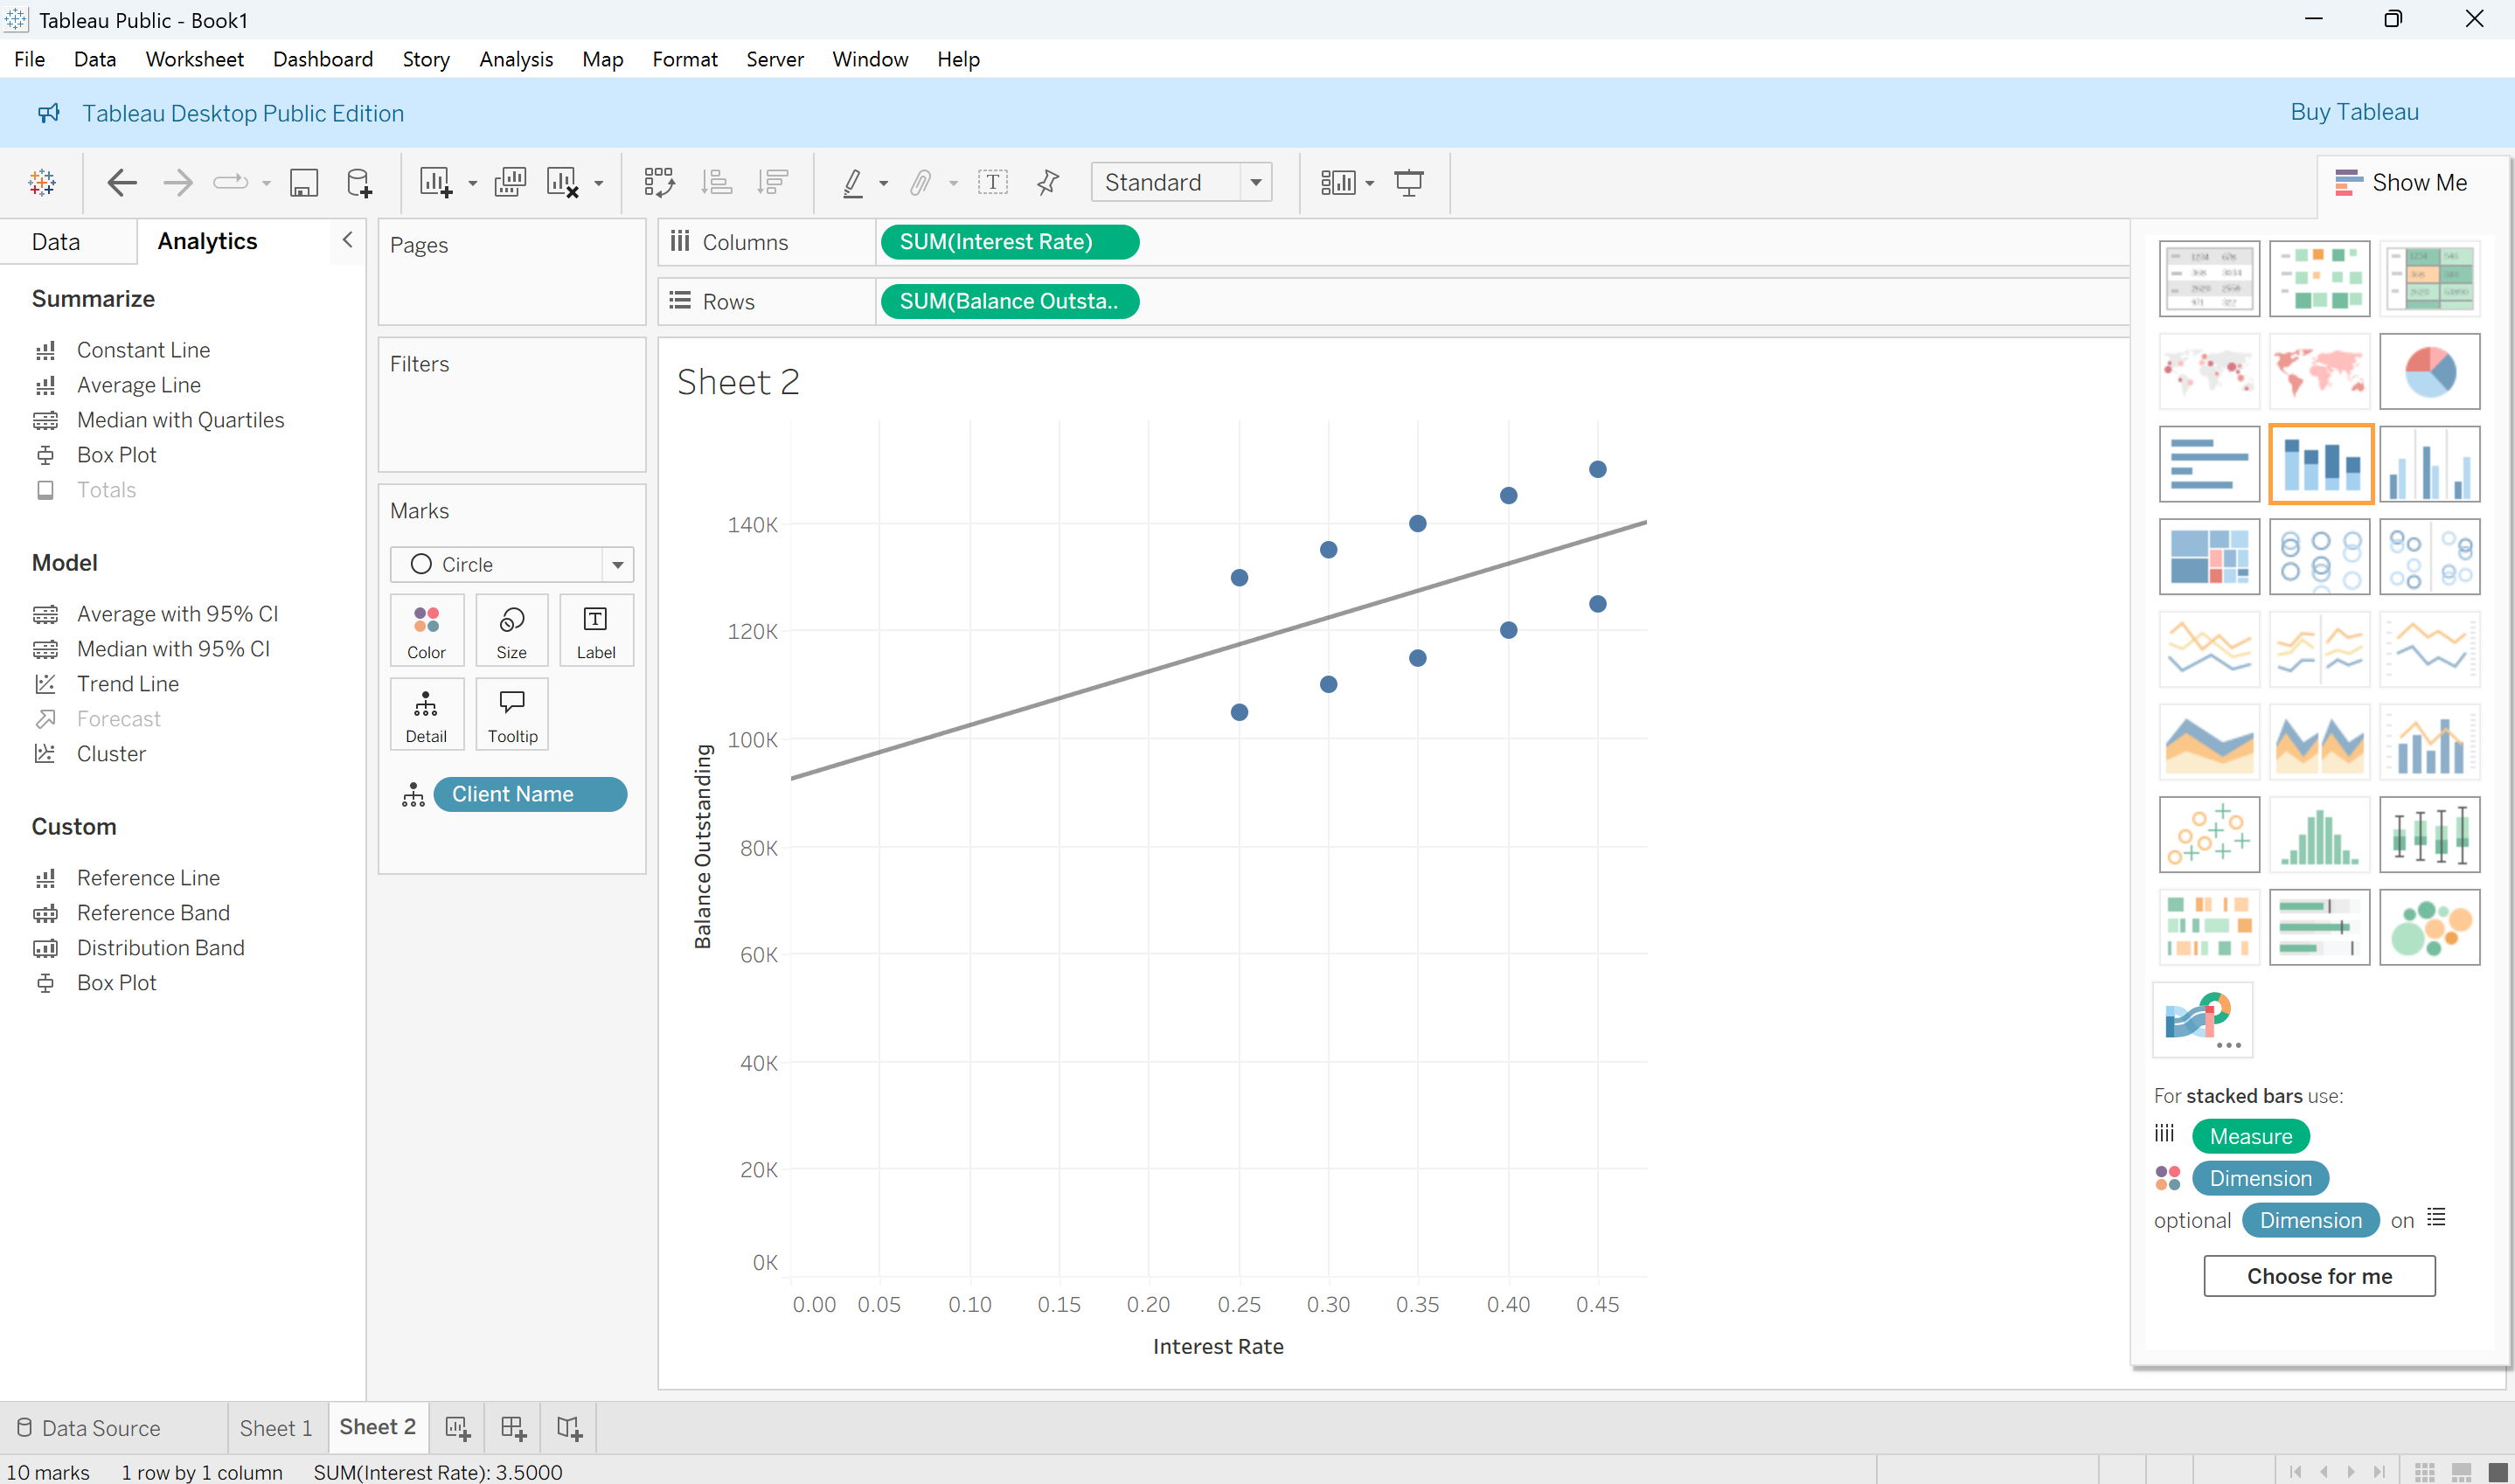 Tableau Public - Book1
File Data Worksheet Dashboard Story Analysis Map Format Server Window Help
Tableau Desktop Public Edition
Buy Tableau
Standard
Show Me
Data
Analytics
Summarize
Constant Line
Average Line
Median with Quartiles
Box Plot
Totals
Model
Average with 95% CI
Median with 95% CI
Trend Line
Forecast
Cluster
Custom
Reference Line
Reference Band
Distribution Band
Box Plot
Pages
Filters
Marks
Circle
Color
Size
Label
Detail
Tooltip
Client Name
Columns
SUM(Interest Rate)
Rows
SUM(Balance Outsta..
Sheet 2
140K
120K
100K
80K
60K
40K
20K
0K
Balance Outstanding
0.00 0.05 0.10 0.15 0.20 0.25 0.30 0.35 0.40 0.45
Interest Rate
For stacked bars use:
Measure
Dimension
optional Dimension on
Choose for me
Data Source
Sheet 1
Sheet 2
10 marks 1 row by 1 column SUM(Interest Rate): 3.5000